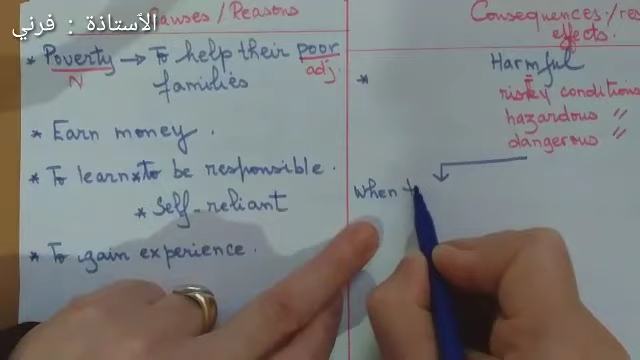 الأستاذة : فرني
Causes / Reasons
* Poverty → To help their poor
N
adj.
families
* Earn money.
* To learn * to be responsible.
* Self-reliant
* To gain experience.
Consequences /
effects.
* Harmful
risky conditions
hazardous "
dangerous "
when